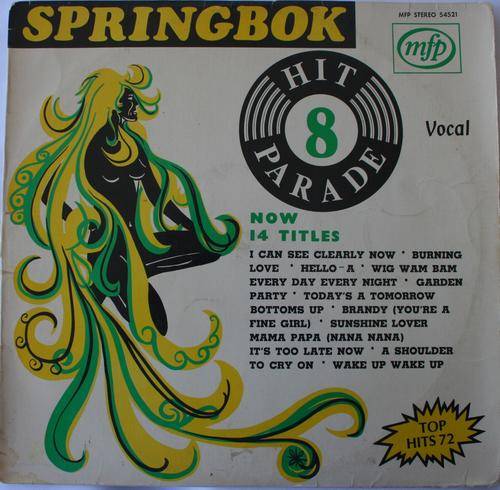 SPRINGBOK
MFP STEREO 54521
mfp
HIT
8
PARADE
Vocal
NOW
14 TITLES
I CAN SEE CLEARLY NOW * BURNING
LOVE * HELLO-A * WIG WAM BAM
EVERY DAY EVERY NIGHT * GARDEN
PARTY * TODAY'S A TOMORROW
BOTTOMS UP * BRANDY (YOU'RE A
FINE GIRL) * SUNSHINE LOVER
MAMA PAPA (NANA NANA)
IT'S TOO LATE NOW * A SHOULDER
TO CRY ON * WAKE UP WAKE UP
TOP
HITS 72